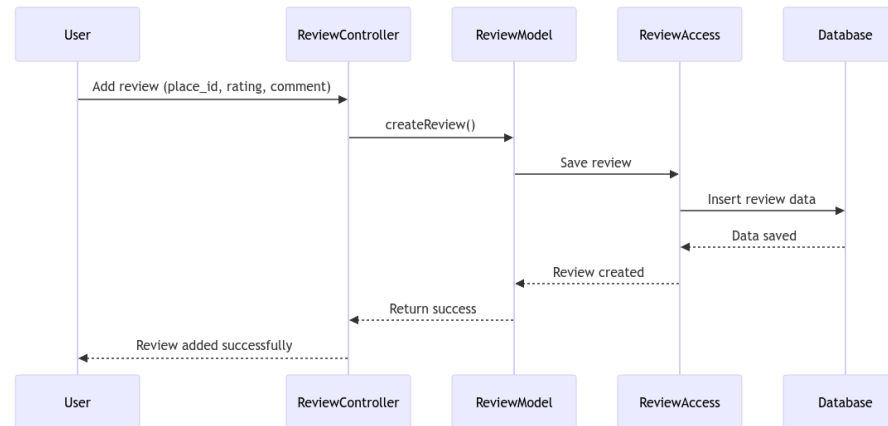 User
ReviewController
ReviewModel
ReviewAccess
Database
Add review (place_id, rating, comment)
createReview()
Save review
Insert review data
Data saved
Review created
Return success
Review added successfully
User
ReviewController
ReviewModel
ReviewAccess
Database